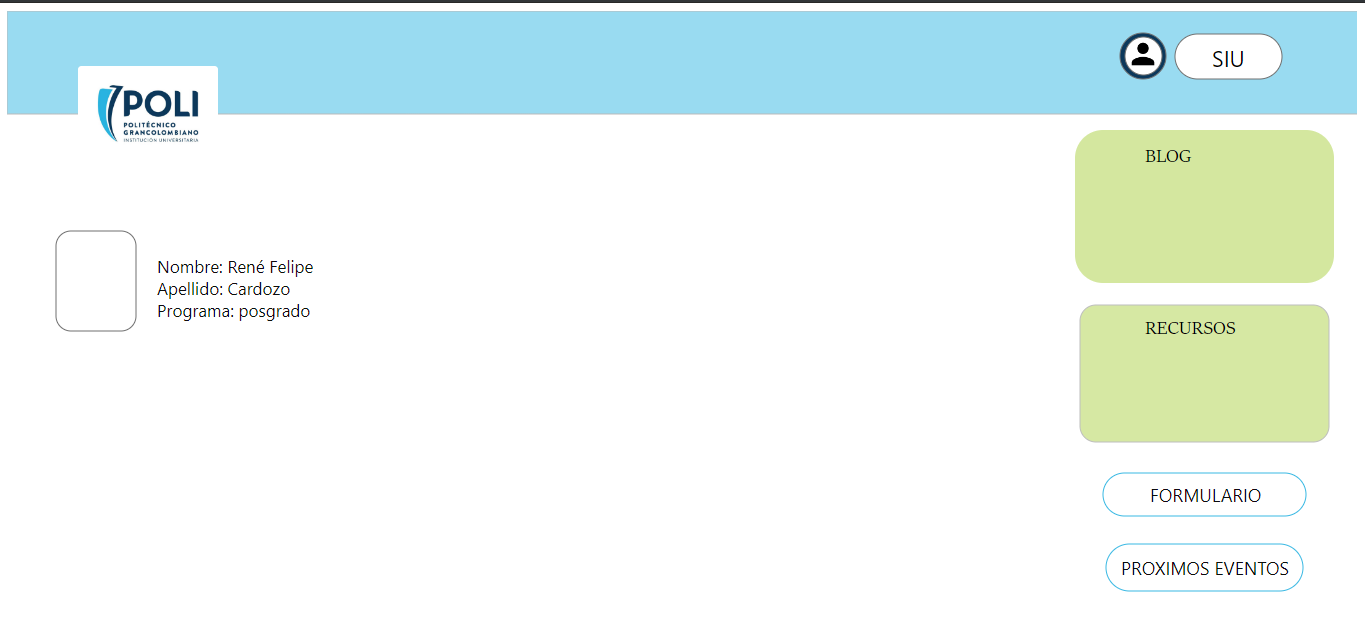 SIU
POLI
POLITÉCNICO
GRANCOLOMBIANO
INSTITUCIÓN UNIVERSITARIA
BLOG
Nombre: René Felipe
Apellido: Cardozo
Programa: posgrado
RECURSOS
FORMULARIO
PROXIMOS EVENTOS